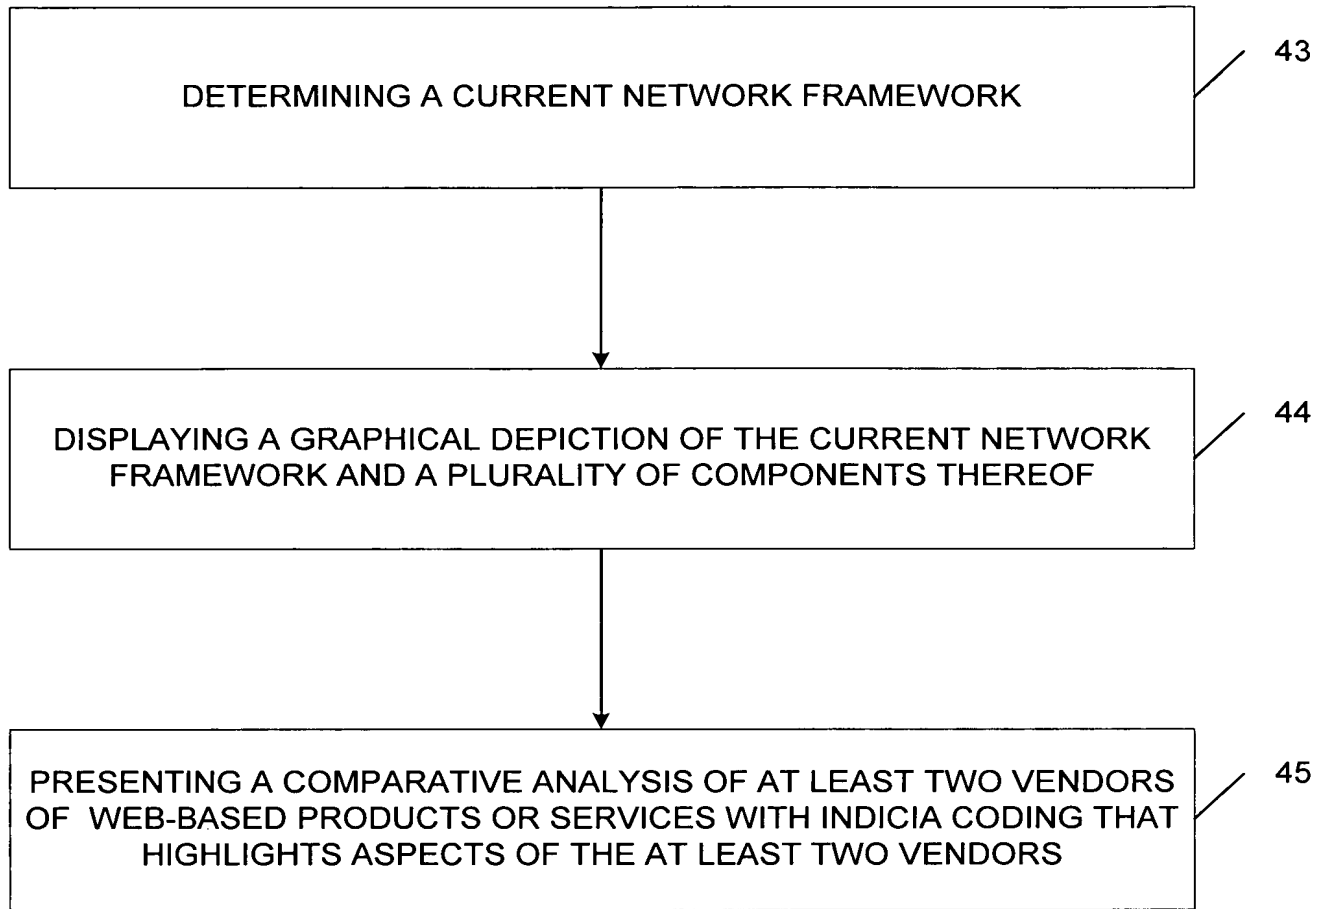 DETERMINING A CURRENT NETWORK FRAMEWORK
43
DISPLAYING A GRAPHICAL DEPICTION OF THE CURRENT NETWORK
FRAMEWORK AND A PLURALITY OF COMPONENTS THEREOF
44
PRESENTING A COMPARATIVE ANALYSIS OF AT LEAST TWO VENDORS
OF WEB-BASED PRODUCTS OR SERVICES WITH INDICIA CODING THAT
HIGHLIGHTS ASPECTS OF THE AT LEAST TWO VENDORS
45